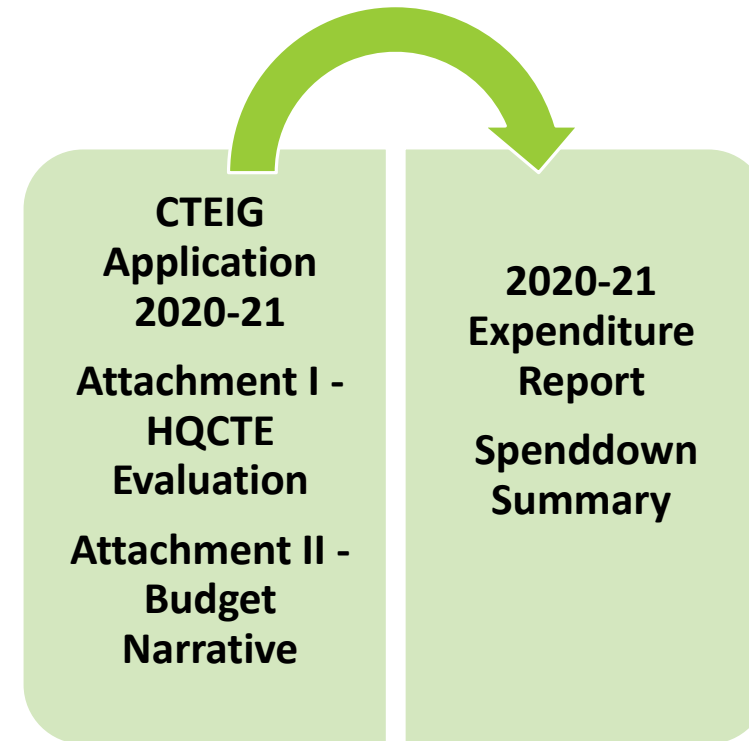 CTEIG
Application
2020-21
Attachment I -
HQCTE
Evaluation
Attachment II -
Budget
Narrative
2020-21
Expenditure
Report
Spenddown
Summary